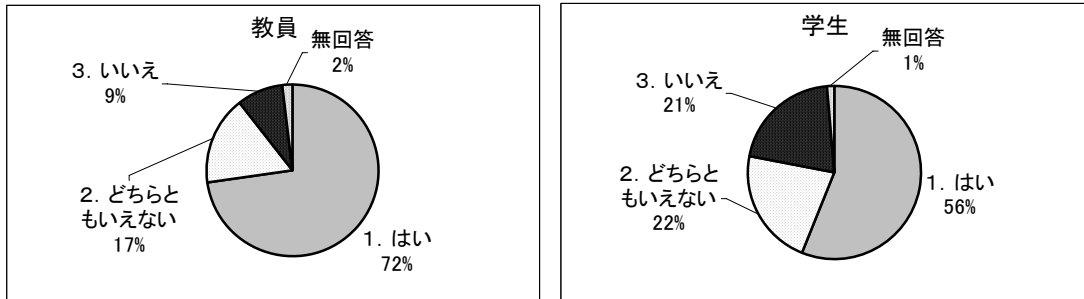 教員
無回答
2%
3. いいえ
9%
2. どちらと
もいえない
17%
1. はい
72%
学生
無回答
1%
3. いいえ
21%
2. どちらと
もいえない
22%
1. はい
56%